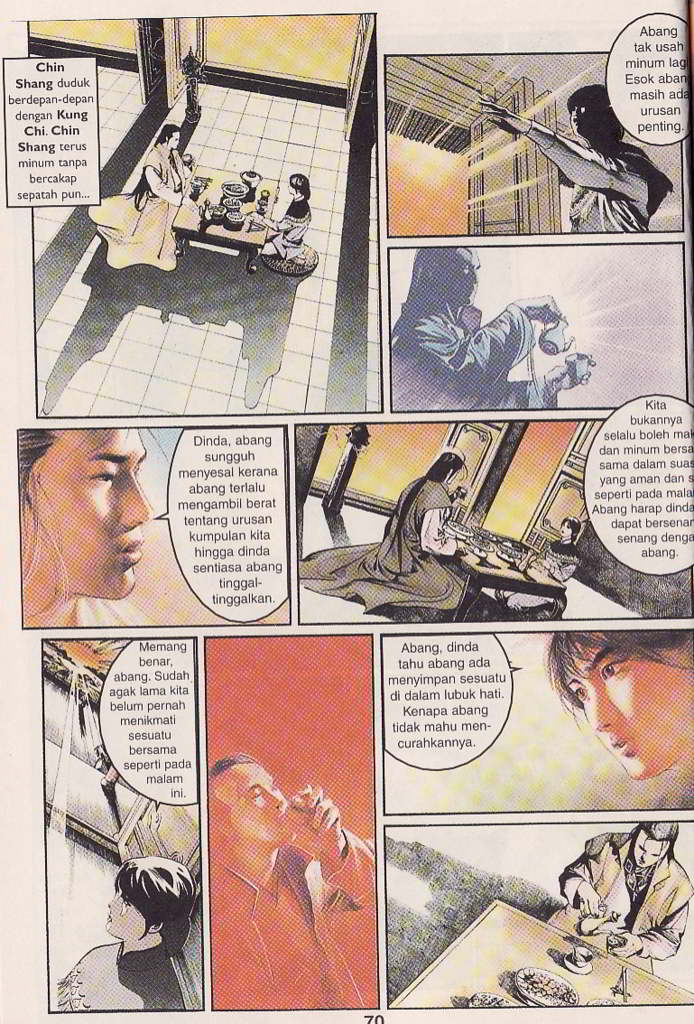 Chin
Shang duduk
berdepan-depan
dengan Kung
Chi. Chin
Shang terus
minum tanpa
bercakap
sepatah pun...
Abang
tak usah
minum lag
Esok aban
masih ada
urusan
penting.
Dinda, abang
sungguh
menyesal kerana
abang terlalu
mengambil berat
tentang urusan
kumpulan kita
hingga dinda
sentiasa abang
tinggal-
tinggalkan.
Kita
bukannya
selalu boleh mak
dan minum bersa
sama dalam suas
yang aman dan s
seperti pada mala
Abang harap dinda
dapat bersenan
senang denga
abang.
Memang
benar,
abang. Sudah
agak lama kita
belum pernah
menikmati
sesuatu
bersama
seperti pada
malam
ini.
Abang, dinda
tahu abang ada
menyimpan sesuatu
di dalam lubuk hati.
Kenapa abang
tidak mahu men-
curahkannya.
70